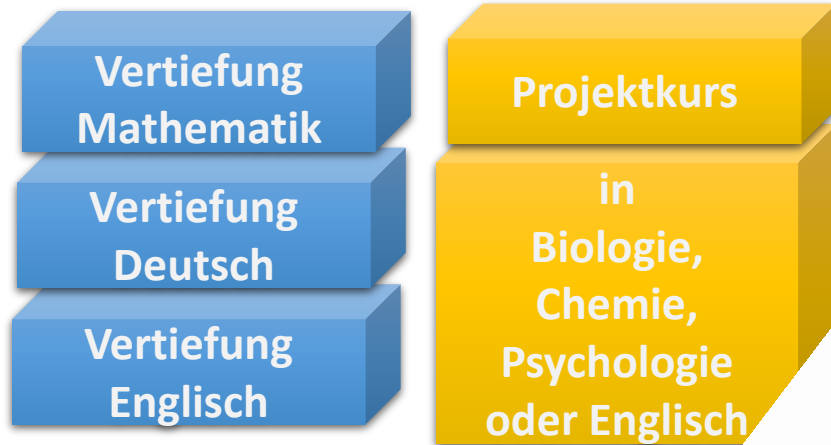 Vertiefung
Mathematik
Vertiefung
Deutsch
Vertiefung
Englisch
Projektkurs
in
Biologie,
Chemie,
Psychologie
oder Englisch